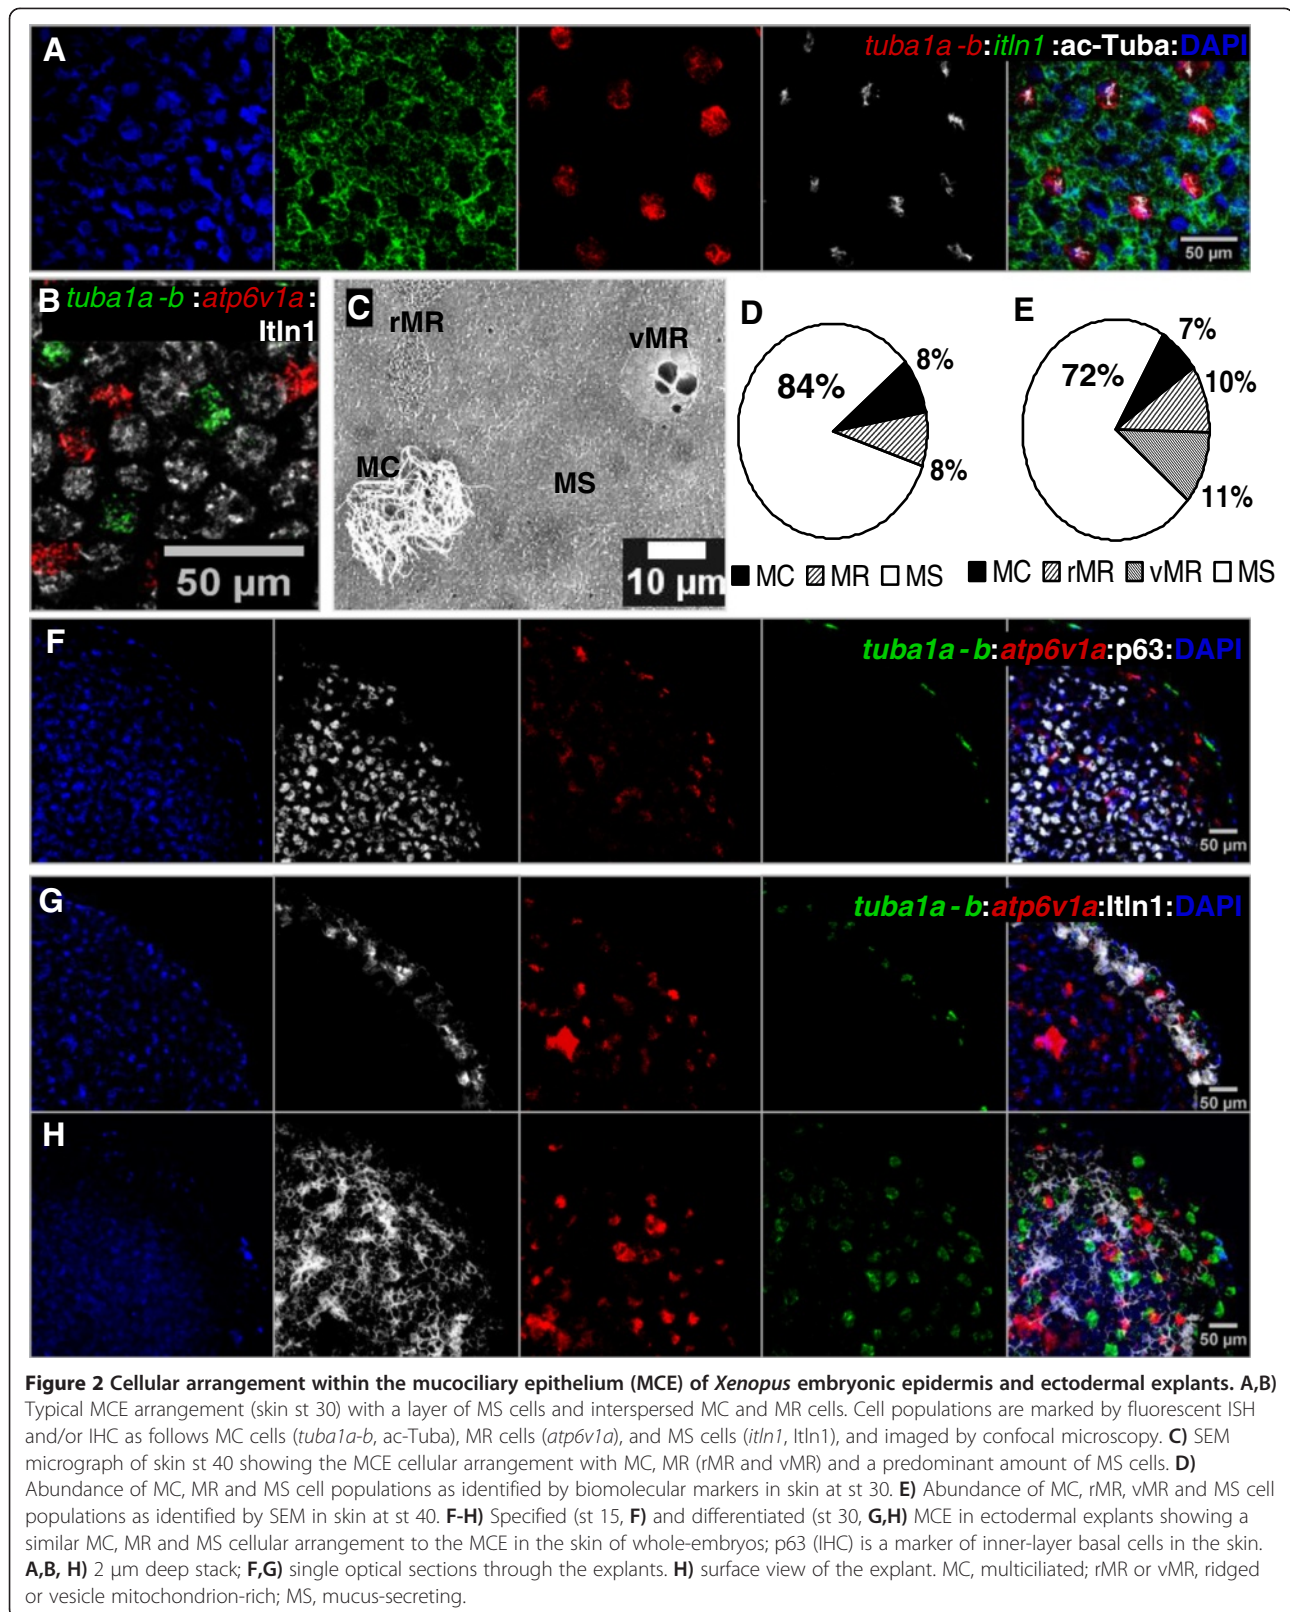 A
tuba1a-b:itln1:ac-Tuba:DAPI
50 µm
B tuba1a-b:atp6v1a:
Itln1
50 µm
C
rMR
vMR
MC
MS
10 µm
D
84%
8%
8%
MC MR MS
E
72%
7%
10%
11%
MC rMR vMR MS
F
tuba1a-b:atp6v1a:p63:DAPI
50 µm
G
tuba1a-b:atp6v1a:Itln1:DAPI
50 µm
H
50 µm
Figure 2 Cellular arrangement within the mucociliary epithelium (MCE) of Xenopus embryonic epidermis and ectodermal explants. A,B)
Typical MCE arrangement (skin st 30) with a layer of MS cells and interspersed MC and MR cells. Cell populations are marked by fluorescent ISH
and/or IHC as follows MC cells (tuba1a-b, ac-Tuba), MR cells (atp6v1a), and MS cells (itln1, Itln1), and imaged by confocal microscopy. C) SEM
micrograph of skin st 40 showing the MCE cellular arrangement with MC, MR (rMR and vMR) and a predominant amount of MS cells. D)
Abundance of MC, MR and MS cell populations as identified by biomolecular markers in skin at st 30. E) Abundance of MC, rMR, vMR and MS cell
populations as identified by SEM in skin at st 40. F-H) Specified (st 15, F) and differentiated (st 30, G,H) MCE in ectodermal explants showing a
similar MC, MR and MS cellular arrangement to the MCE in the skin of whole-embryos; p63 (IHC) is a marker of inner-layer basal cells in the skin.
A,B, H) 2 µm deep stack; F,G) single optical sections through the explants. H) surface view of the explant. MC, multiciliated; rMR or vMR, ridged
or vesicle mitochondrion-rich; MS, mucus-secreting.